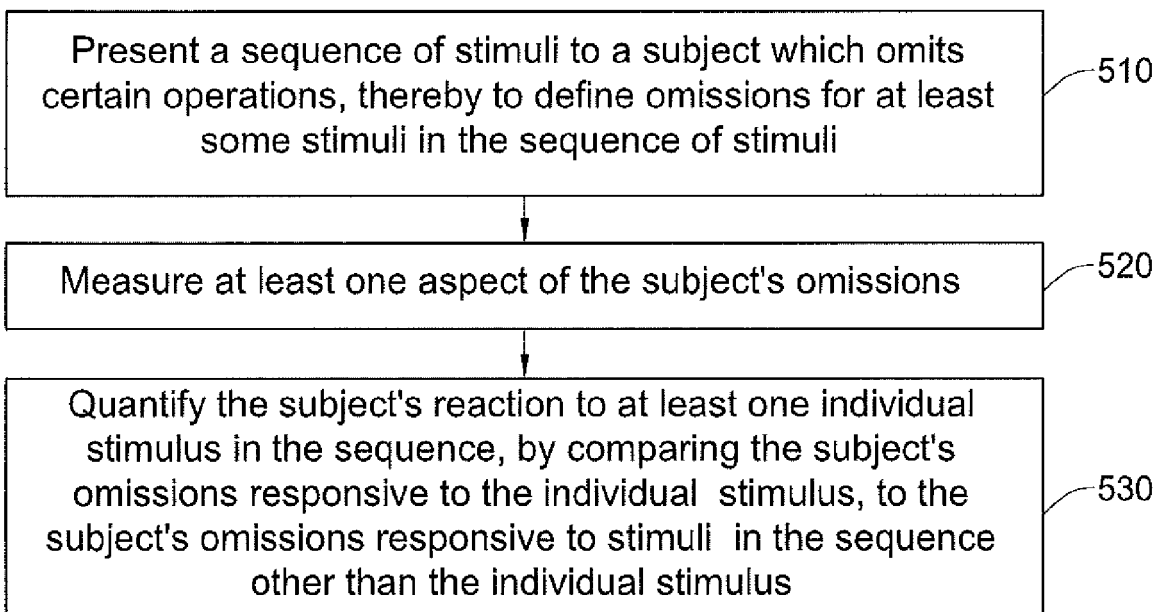 Present a sequence of stimuli to a subject which omits
certain operations, thereby to define omissions for at least
some stimuli in the sequence of stimuli
510
Measure at least one aspect of the subject's omissions
520
Quantify the subject's reaction to at least one individual
stimulus in the sequence, by comparing the subject's
omissions responsive to the individual stimulus, to the
subject's omissions responsive to stimuli in the sequence
other than the individual stimulus
530